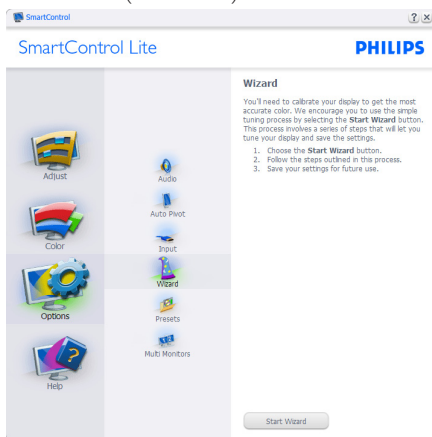 SmartControl
? X
SmartControl Lite
PHILIPS
Adjust
Color
Options
Help
Audio
Auto Pivot
Input
Wizard
Presets
Multi Monitors
Wizard
You'll need to calibrate your display to get the most
accurate color. We encourage you to use the simple
tuning process by selecting the Start Wizard button.
This process involves a series of steps that will let you
tune your display and save the settings.
1. Choose the Start Wizard button.
2. Follow the steps outlined in this process.
3. Save your settings for future use.
Start Wizard